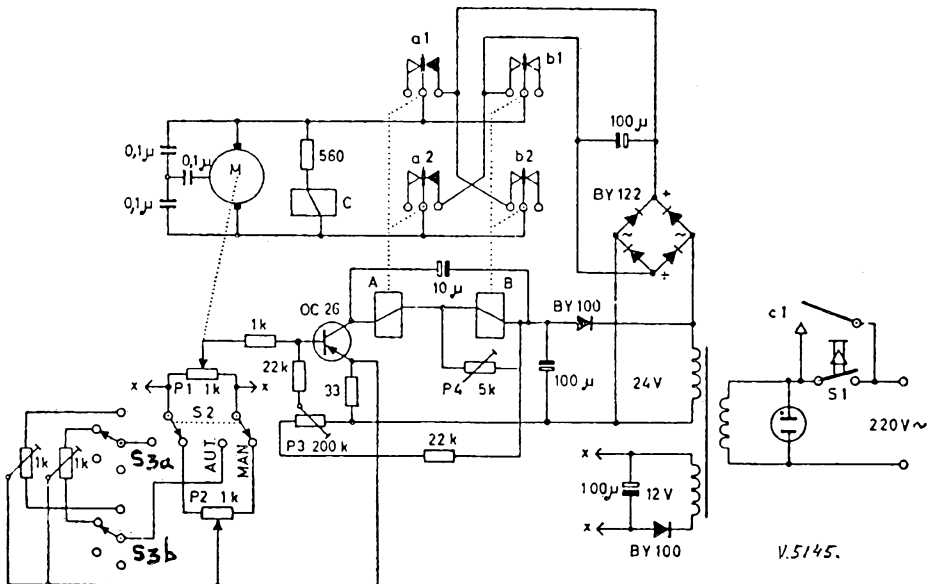 a1
b1
100µ
0,1µ
0,1µ
M
560
a2
b2
C
BY 122
+
~ ~
÷
0,1µ
A
10µ
B
OC 26
BY 100
c1
1k
22k
33
P4 5k
100µ
24V
S1
220V~
x P1 1k x
S2
P3 200k
22k
1k 1k
S3a
AUT.
MAN.
P2 1k
S3b
x
100µ 12V
x
BY100
V.5145.